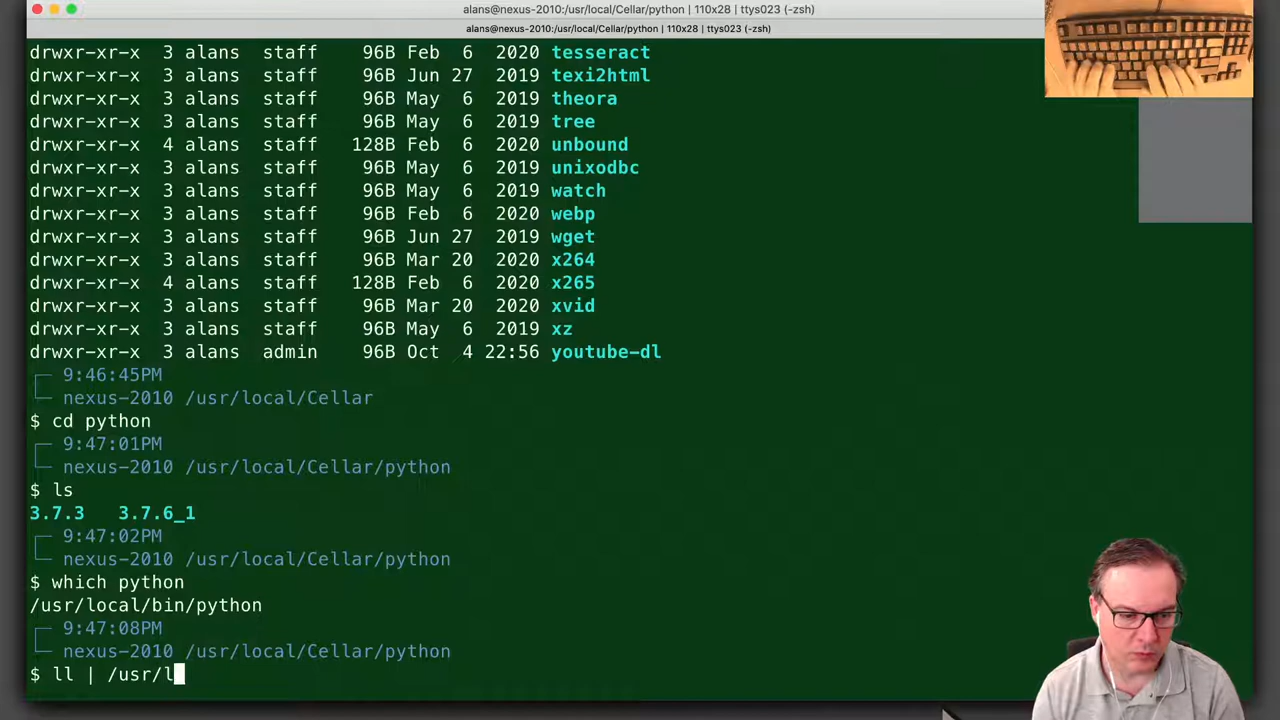 alans@nexus-2010:/usr/local/Cellar/python | 110x28 | ttys023 (-zsh)
alans@nexus-2010:/usr/local/Cellar/python | 110x28 | ttys023 (-zsh)
drwxr-xr-x 3 alans staff 96B Feb 6 2020 tesseract
drwxr-xr-x 3 alans staff 96B Jun 27 2019 texi2html
drwxr-xr-x 3 alans staff 96B May 6 2019 theora
drwxr-xr-x 3 alans staff 96B May 6 2019 tree
drwxr-xr-x 4 alans staff 128B Feb 6 2020 unbound
drwxr-xr-x 3 alans staff 96B May 6 2019 unixodbc
drwxr-xr-x 3 alans staff 96B May 6 2019 watch
drwxr-xr-x 3 alans staff 96B Feb 6 2020 webp
drwxr-xr-x 3 alans staff 96B Jun 27 2019 wget
drwxr-xr-x 3 alans staff 96B Mar 20 2020 x264
drwxr-xr-x 4 alans staff 128B Feb 6 2020 x265
drwxr-xr-x 3 alans staff 96B Mar 20 2020 xvid
drwxr-xr-x 3 alans staff 96B May 6 2019 xz
drwxr-xr-x 3 alans admin 96B Oct 4 22:56 youtube-dl
9:46:45PM
nexus-2010 /usr/local/Cellar
$ cd python
9:47:01PM
nexus-2010 /usr/local/Cellar/python
$ ls
3.7.3 3.7.6_1
9:47:02PM
nexus-2010 /usr/local/Cellar/python
$ which python
/usr/local/bin/python
9:47:08PM
nexus-2010 /usr/local/Cellar/python
$ ll | /usr/l